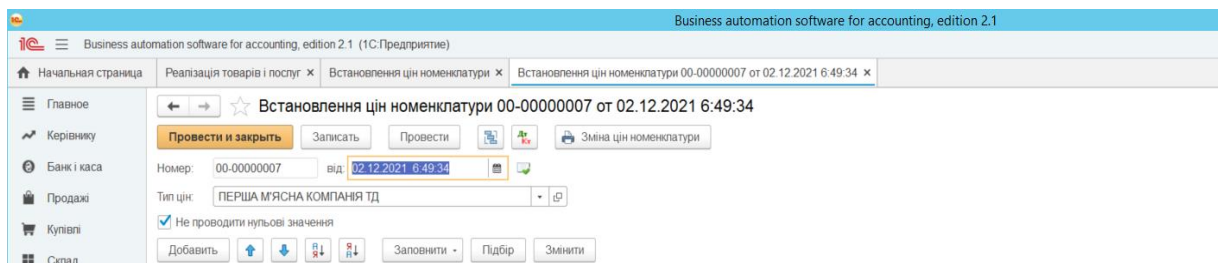 Business automation software for accounting, edition 2.1
1С Business automation software for accounting, edition 2.1 (1С:Предприятие)
Начальная страница Реалізація товарів і послуг × Встановлення цін номенклатури × Встановлення цін номенклатури 00-00000007 от 02.12.2021 6:49:34 ×
Главное
Встановлення цін номенклатури 00-00000007 от 02.12.2021 6:49:34
Керівнику
Провести и закрыть Записать Провести Дт Кт Зміна цін номенклатури
Банк і каса
Номер: 00-00000007 від: 02.12.2021 6:49:34
Продажі
Тип цін: ПЕРША М'ЯСНА КОМПАНІЯ ТД
Купівлі
Не проводити нульові значення
Склад
Добавить А Я Я А Заповнити Підбір Змінити